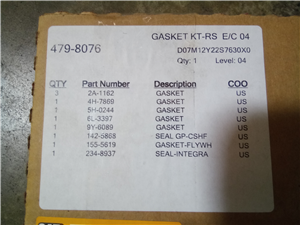 GASKET KT-RS E/C 04
479-8076 D07M12Y22S7630X0
Qty: 1 Level: 04
QTY Part Number Description COO
3 2A-1162 GASKET US
1 4H-7869 GASKET US
1 5H-0244 GASKET US
1 6L-3397 GASKET US
1 9Y-6089 GASKET US
1 142-5868 SEAL GP-CSHF US
1 155-5619 GASKET-FLYWH US
1 234-8937 SEAL-INTEGRA US